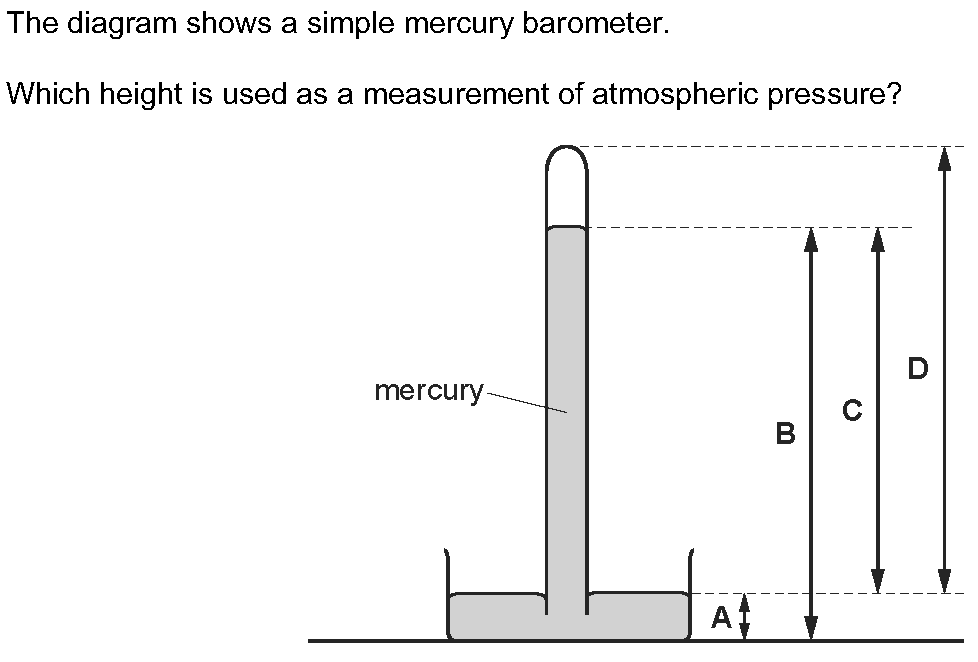 The diagram shows a simple mercury barometer.
Which height is used as a measurement of atmospheric pressure?
D
mercury
C
B
A